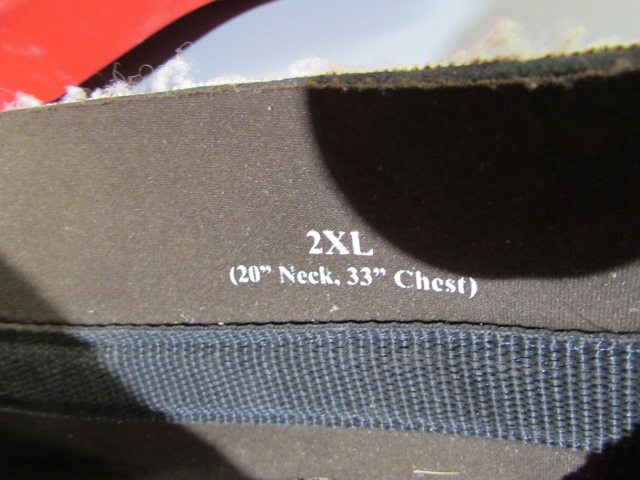 2XL
(20” Neck, 33” Chest)